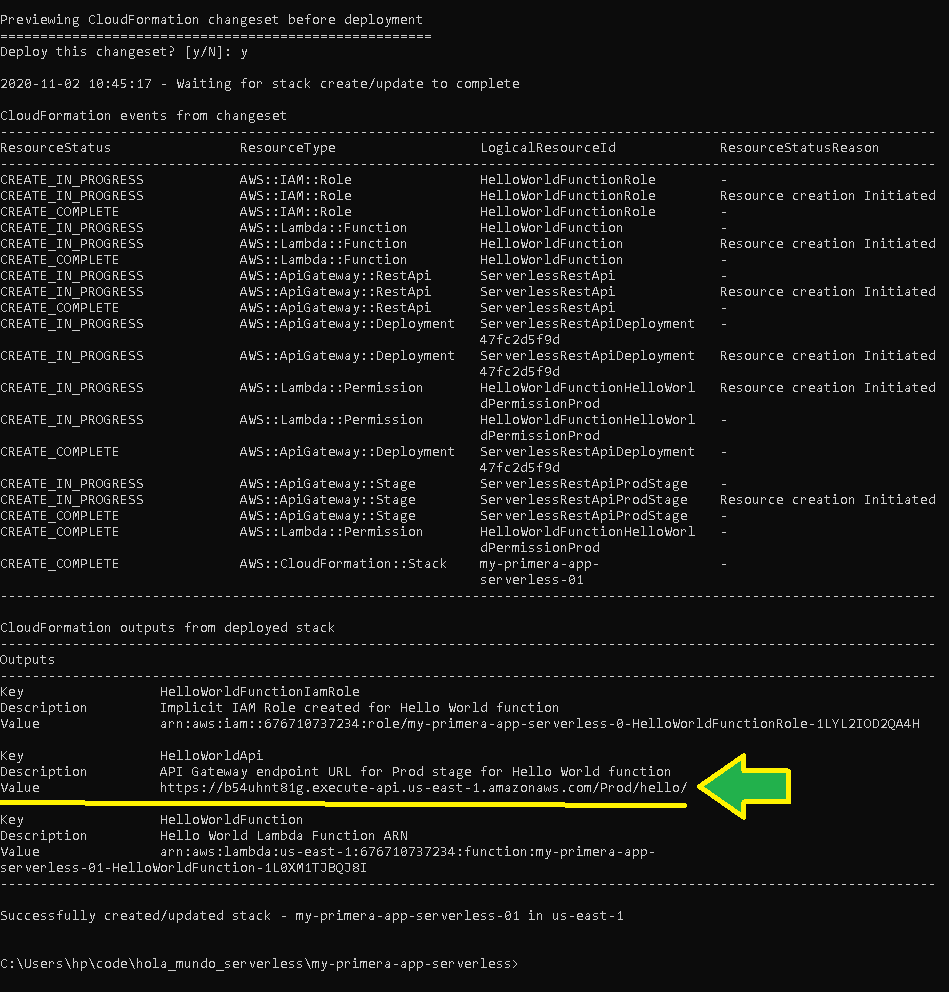 Previewing CloudFormation changeset before deployment
======================================================
Deploy this changeset? [y/N]: y
2020-11-02 10:45:17 - Waiting for stack create/update to complete
CloudFormation events from changeset
---------------------------------------------------------------------------------------------------------------------
ResourceStatus ResourceType LogicalResourceId ResourceStatusReason
---------------------------------------------------------------------------------------------------------------------
CREATE_IN_PROGRESS AWS::IAM::Role HelloWorldFunctionRole -
CREATE_IN_PROGRESS AWS::IAM::Role HelloWorldFunctionRole Resource creation Initiated
CREATE_COMPLETE AWS::IAM::Role HelloWorldFunctionRole -
CREATE_IN_PROGRESS AWS::Lambda::Function HelloWorldFunction -
CREATE_IN_PROGRESS AWS::Lambda::Function HelloWorldFunction Resource creation Initiated
CREATE_COMPLETE AWS::Lambda::Function HelloWorldFunction -
CREATE_IN_PROGRESS AWS::ApiGateway::RestApi ServerlessRestApi -
CREATE_IN_PROGRESS AWS::ApiGateway::RestApi ServerlessRestApi Resource creation Initiated
CREATE_COMPLETE AWS::ApiGateway::RestApi ServerlessRestApi -
CREATE_IN_PROGRESS AWS::ApiGateway::Deployment ServerlessRestApiDeployment -
47fc2d5f9d
CREATE_IN_PROGRESS AWS::ApiGateway::Deployment ServerlessRestApiDeployment Resource creation Initiated
47fc2d5f9d
CREATE_IN_PROGRESS AWS::Lambda::Permission HelloWorldFunctionHelloWorl Resource creation Initiated
dPermissionProd
CREATE_IN_PROGRESS AWS::Lambda::Permission HelloWorldFunctionHelloWorl -
dPermissionProd
CREATE_COMPLETE AWS::ApiGateway::Deployment ServerlessRestApiDeployment -
47fc2d5f9d
CREATE_IN_PROGRESS AWS::ApiGateway::Stage ServerlessRestApiProdStage -
CREATE_IN_PROGRESS AWS::ApiGateway::Stage ServerlessRestApiProdStage Resource creation Initiated
CREATE_COMPLETE AWS::ApiGateway::Stage ServerlessRestApiProdStage -
CREATE_COMPLETE AWS::Lambda::Permission HelloWorldFunctionHelloWorl -
dPermissionProd
CREATE_COMPLETE AWS::CloudFormation::Stack my-primera-app- -
serverless-01
---------------------------------------------------------------------------------------------------------------------
CloudFormation outputs from deployed stack
---------------------------------------------------------------------------------------------------------------------
Outputs
---------------------------------------------------------------------------------------------------------------------
Key HelloWorldFunctionIamRole
Description Implicit IAM Role created for Hello World function
Value arn:aws:iam::676710737234:role/my-primera-app-serverless-0-HelloWorldFunctionRole-1LYL2IOD2QA4H
Key HelloWorldApi
Description API Gateway endpoint URL for Prod stage for Hello World function
Value https://b54uhnt81g.execute-api.us-east-1.amazonaws.com/Prod/hello/
Key HelloWorldFunction
Description Hello World Lambda Function ARN
Value arn:aws:lambda:us-east-1:676710737234:function:my-primera-app-
serverless-01-HelloWorldFunction-1L0XM1TJBQJ8I
---------------------------------------------------------------------------------------------------------------------
Successfully created/updated stack - my-primera-app-serverless-01 in us-east-1
C:\Users\hp\code\hola_mundo_serverless\my-primera-app-serverless>